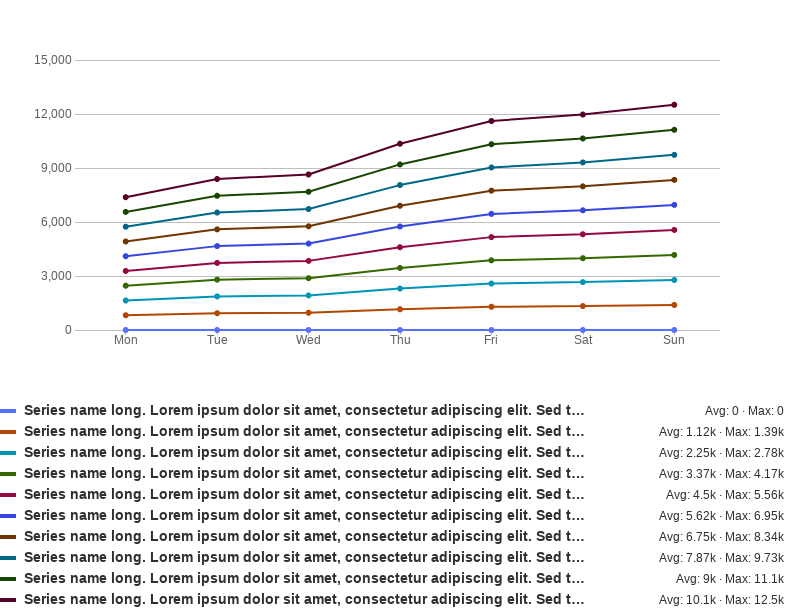 15,000
12,000
9,000
6,000
3,000
0
Mon Tue Wed Thu Fri Sat Sun
Series name long. Lorem ipsum dolor sit amet, consectetur adipiscing elit. Sed t… Avg: 0 · Max: 0
Series name long. Lorem ipsum dolor sit amet, consectetur adipiscing elit. Sed t… Avg: 1.12k · Max: 1.39k
Series name long. Lorem ipsum dolor sit amet, consectetur adipiscing elit. Sed t… Avg: 2.25k · Max: 2.78k
Series name long. Lorem ipsum dolor sit amet, consectetur adipiscing elit. Sed t… Avg: 3.37k · Max: 4.17k
Series name long. Lorem ipsum dolor sit amet, consectetur adipiscing elit. Sed t… Avg: 4.5k · Max: 5.56k
Series name long. Lorem ipsum dolor sit amet, consectetur adipiscing elit. Sed t… Avg: 5.62k · Max: 6.95k
Series name long. Lorem ipsum dolor sit amet, consectetur adipiscing elit. Sed t… Avg: 6.75k · Max: 8.34k
Series name long. Lorem ipsum dolor sit amet, consectetur adipiscing elit. Sed t… Avg: 7.87k · Max: 9.73k
Series name long. Lorem ipsum dolor sit amet, consectetur adipiscing elit. Sed t… Avg: 9k · Max: 11.1k
Series name long. Lorem ipsum dolor sit amet, consectetur adipiscing elit. Sed t… Avg: 10.1k · Max: 12.5k